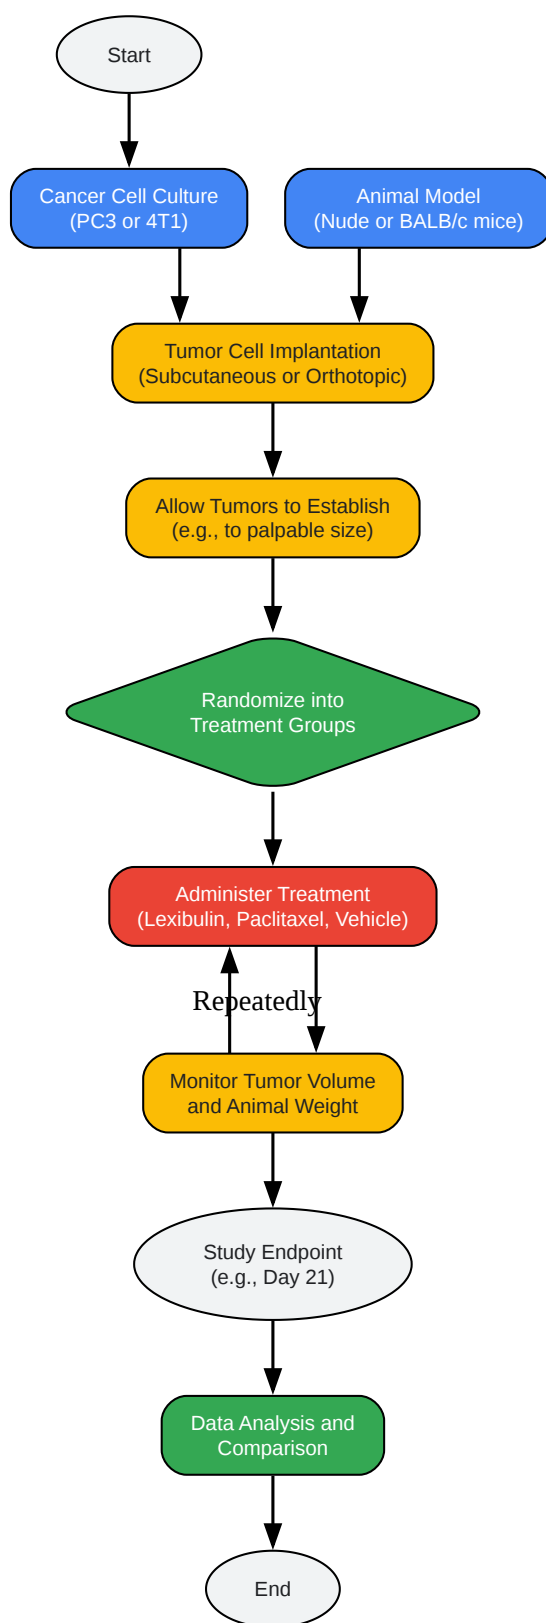 Start
Cancer Cell Culture
(PC3 or 4T1)
Animal Model
(Nude or BALB/c mice)
Tumor Cell Implantation
(Subcutaneous or Orthotopic)
Allow Tumors to Establish
(e.g., to palpable size)
Randomize into
Treatment Groups
Administer Treatment
(Lexibulin, Paclitaxel, Vehicle)
Repeatedly
Monitor Tumor Volume
and Animal Weight
Study Endpoint
(e.g., Day 21)
Data Analysis and
Comparison
End